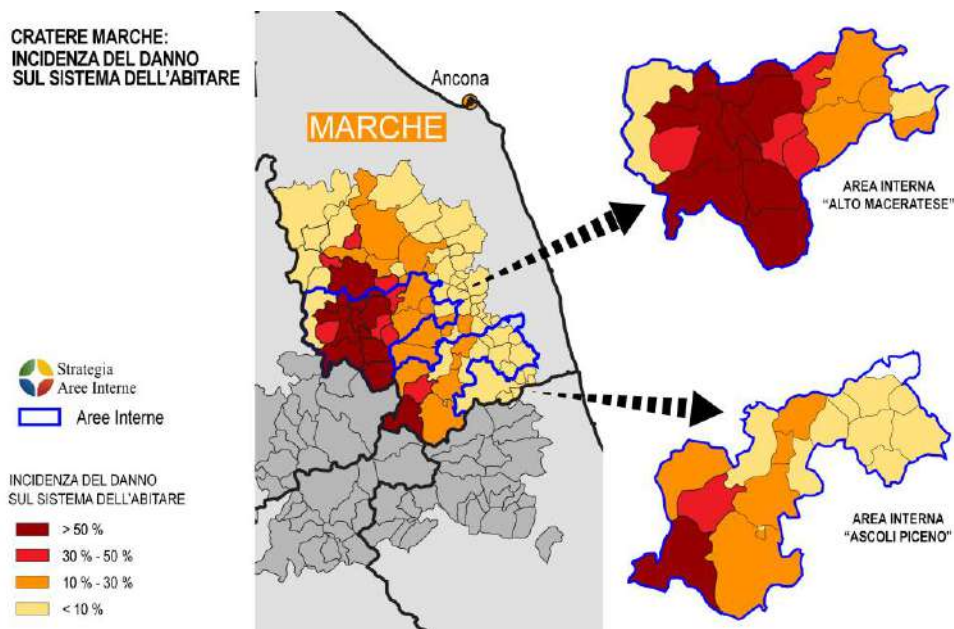 CRATERE MARCHE:
INCIDENZA DEL DANNO
SUL SISTEMA DELL'ABITARE
Ancona
MARCHE
AREA INTERNA
"ALTO MACERATESE"
Strategia
Aree Interne
Aree Interne
INCIDENZA DEL DANNO
SUL SISTEMA DELL'ABITARE
> 50 %
30 % - 50 %
10 % - 30 %
< 10 %
AREA INTERNA
"ASCOLI PICENO"